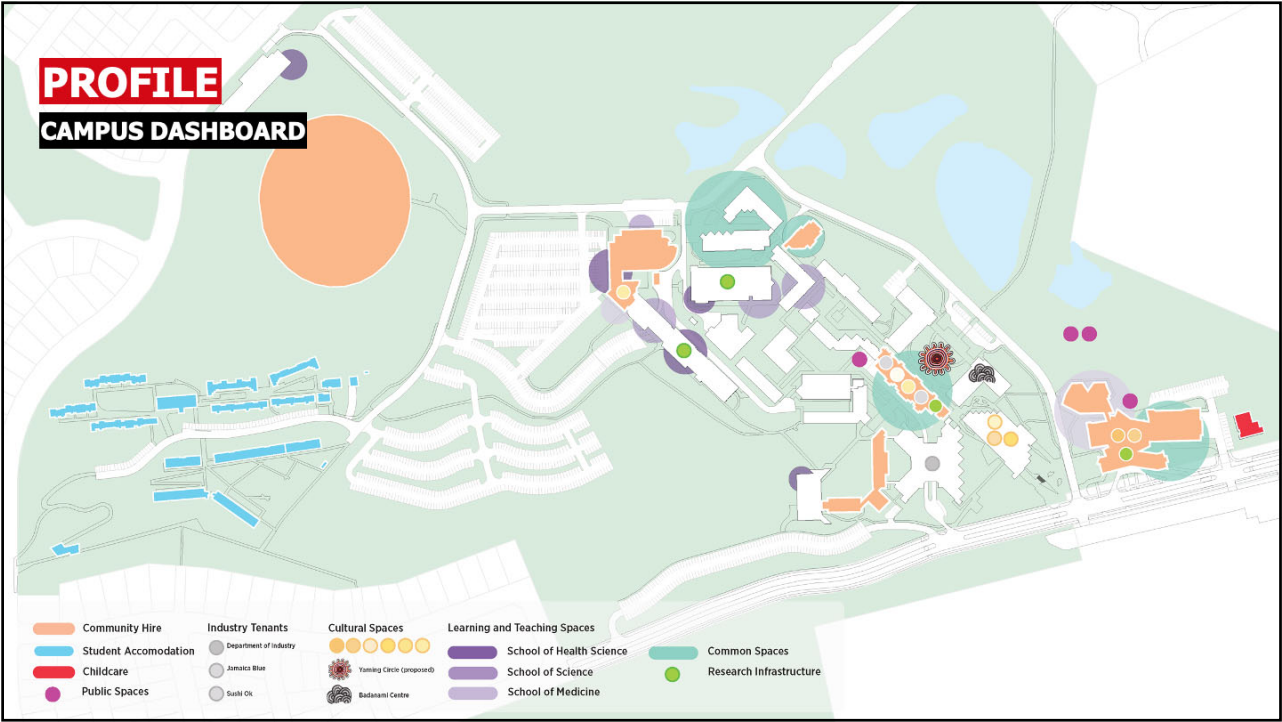 PROFILE
CAMPUS DASHBOARD
Community Hire
Student Accomodation
Childcare
Public Spaces
Industry Tenants
Department of Industry
Jamaica Blue
Sushi Ok
Cultural Spaces
Yarning Circle (proposed)
Badanami Centre
Learning and Teaching Spaces
School of Health Science
School of Science
School of Medicine
Common Spaces
Research Infrastructure